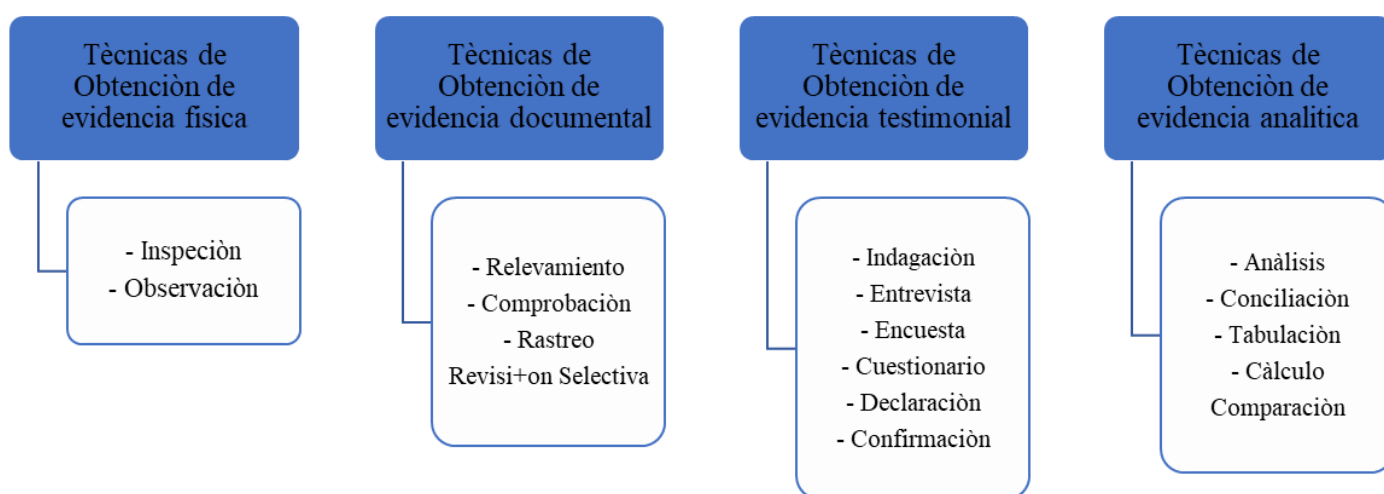 Tècnicas de
Obtenciòn de
evidencia física
- Inspeciòn
- Observaciòn
Tècnicas de
Obtenciòn de
evidencia documental
- Relevamiento
- Comprobaciòn
- Rastreo
Revisi+on Selectiva
Tècnicas de
Obtenciòn de
evidencia testimonial
- Indagaciòn
- Entrevista
- Encuesta
- Cuestionario
- Declaraciòn
- Confirmaciòn
Tècnicas de
Obtenciòn de
evidencia analitica
- Anàlisis
- Conciliaciòn
- Tabulaciòn
- Càlculo
Comparaciòn